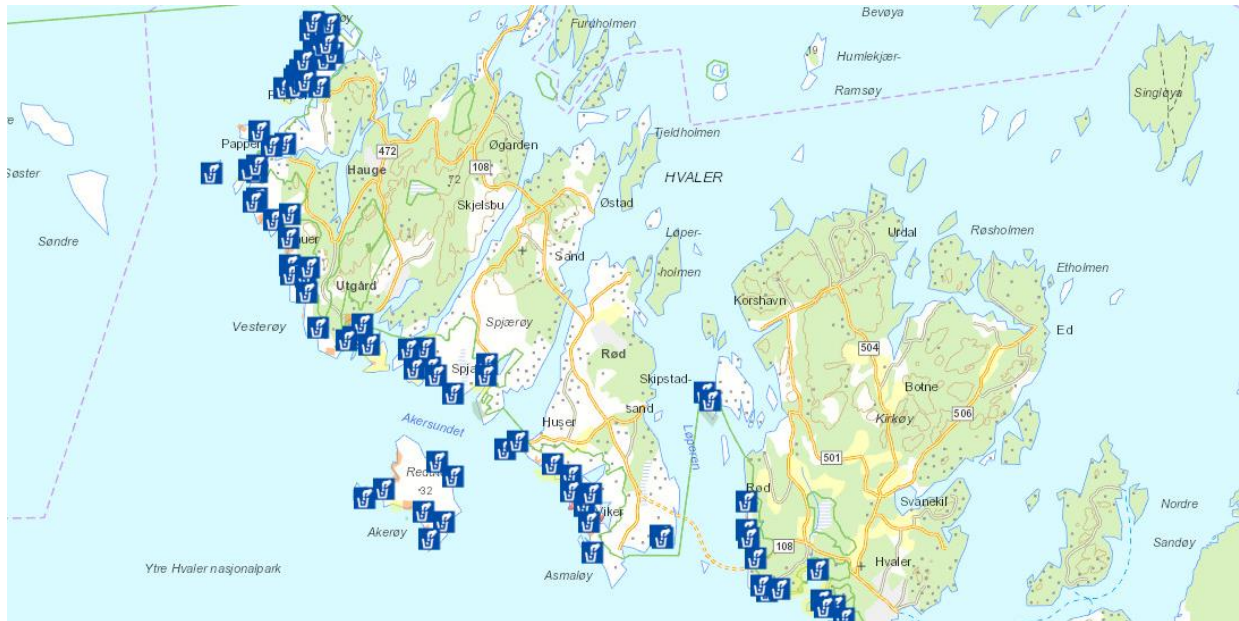 Furuholmen
Bevøya
19
Humlekjær-
Ramsøy
Singløya
Tjeldholmen
Øgarden
472
108
Hauge
72
HVALER
Søster
Skjelsbu
Østad
Søndre
Løper-
holmen
Sand
Urdal
Røsholmen
Etholmen
Utgård
Korshavn
Vesterøy
Spjærøy
Ed
504
Rød
Skipstad-
sand
Botne
Kirkøy
506
Akersundet
Huser
Løperen
501
32
Rød
Svanekil
Nordre
Sandøy
Akerøy
Viker
108
Hvaler
Ytre Hvaler nasjonalpark
Asmaløy